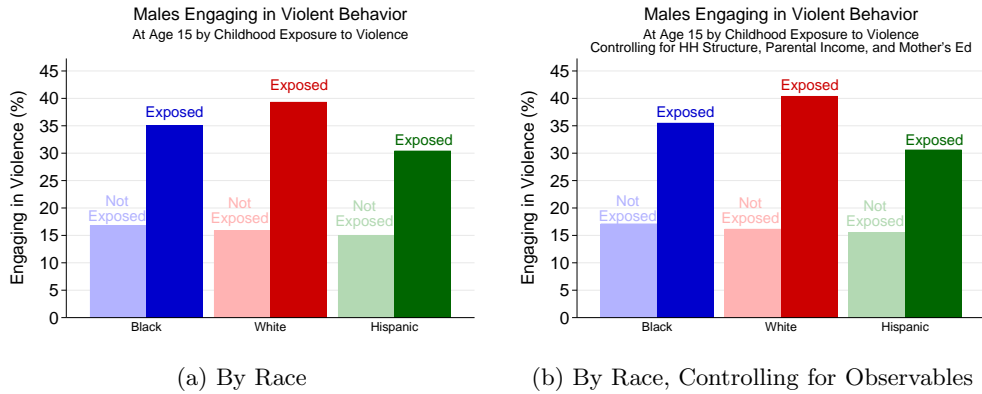 Males Engaging in Violent Behavior
At Age 15 by Childhood Exposure to Violence
Engaging in Violence (%)
45
40
35
30
25
20
15
10
5
0
Not
Exposed
Exposed
Not
Exposed
Exposed
Not
Exposed
Exposed
Black
White
Hispanic
(a) By Race
Males Engaging in Violent Behavior
At Age 15 by Childhood Exposure to Violence
Controlling for HH Structure, Parental Income, and Mother's Ed
Engaging in Violence (%)
45
40
35
30
25
20
15
10
5
0
Not
Exposed
Exposed
Not
Exposed
Exposed
Not
Exposed
Exposed
Black
White
Hispanic
(b) By Race, Controlling for Observables